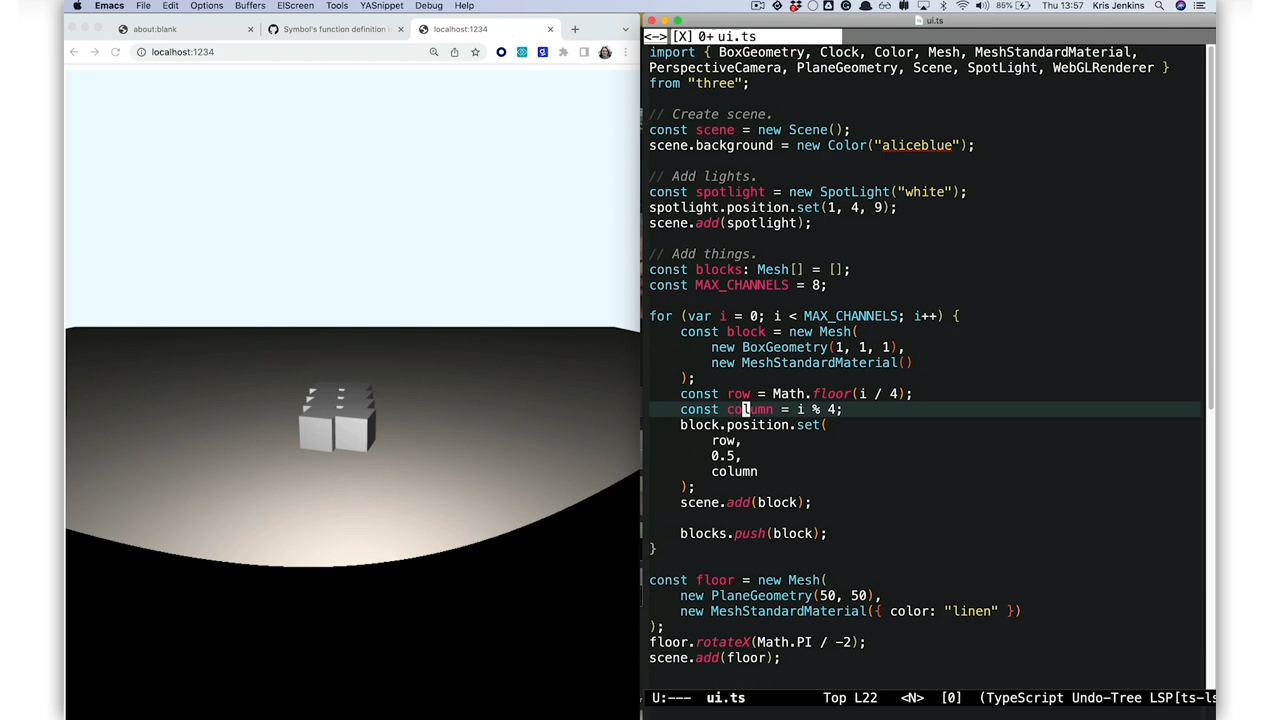 Emacs File Edit Options Buffers ElScreen Tools YASnippet Debug Help 85% Thu 13:57 Kris Jenkins
about:blank Symbol's function definition i localhost:1234
localhost:1234
ui.ts
<-> [X] 0+ ui.ts
import { BoxGeometry, Clock, Color, Mesh, MeshStandardMaterial,
PerspectiveCamera, PlaneGeometry, Scene, SpotLight, WebGLRenderer }
from "three";
// Create scene.
const scene = new Scene();
scene.background = new Color("aliceblue");
// Add lights.
const spotlight = new SpotLight("white");
spotlight.position.set(1, 4, 9);
scene.add(spotlight);
// Add things.
const blocks: Mesh[] = [];
const MAX_CHANNELS = 8;
for (var i = 0; i < MAX_CHANNELS; i++) {
const block = new Mesh(
new BoxGeometry(1, 1, 1),
new MeshStandardMaterial()
);
const row = Math.floor(i / 4);
const column = i % 4;
block.position.set(
row,
0.5,
column
);
scene.add(block);
blocks.push(block);
}
const floor = new Mesh(
new PlaneGeometry(50, 50),
new MeshStandardMaterial({ color: "linen" })
);
floor.rotateX(Math.PI / -2);
scene.add(floor);
U:--- ui.ts Top L22 <N> [0] (TypeScript Undo-Tree LSP[ts-ls